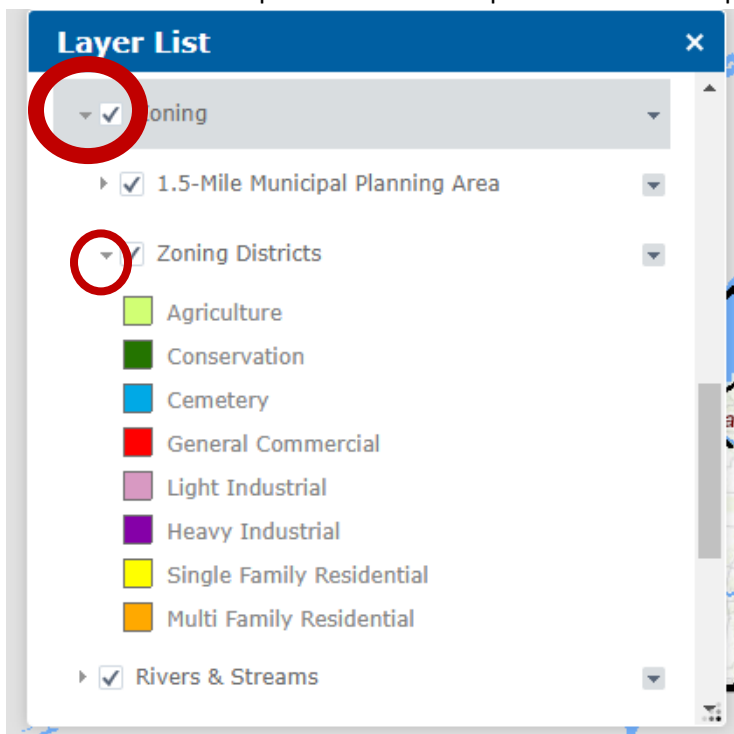 Layer List
oning
1.5-Mile Municipal Planning Area
Zoning Districts
Agriculture
Conservation
Cemetery
General Commercial
Light Industrial
Heavy Industrial
Single Family Residential
Multi Family Residential
Rivers & Streams